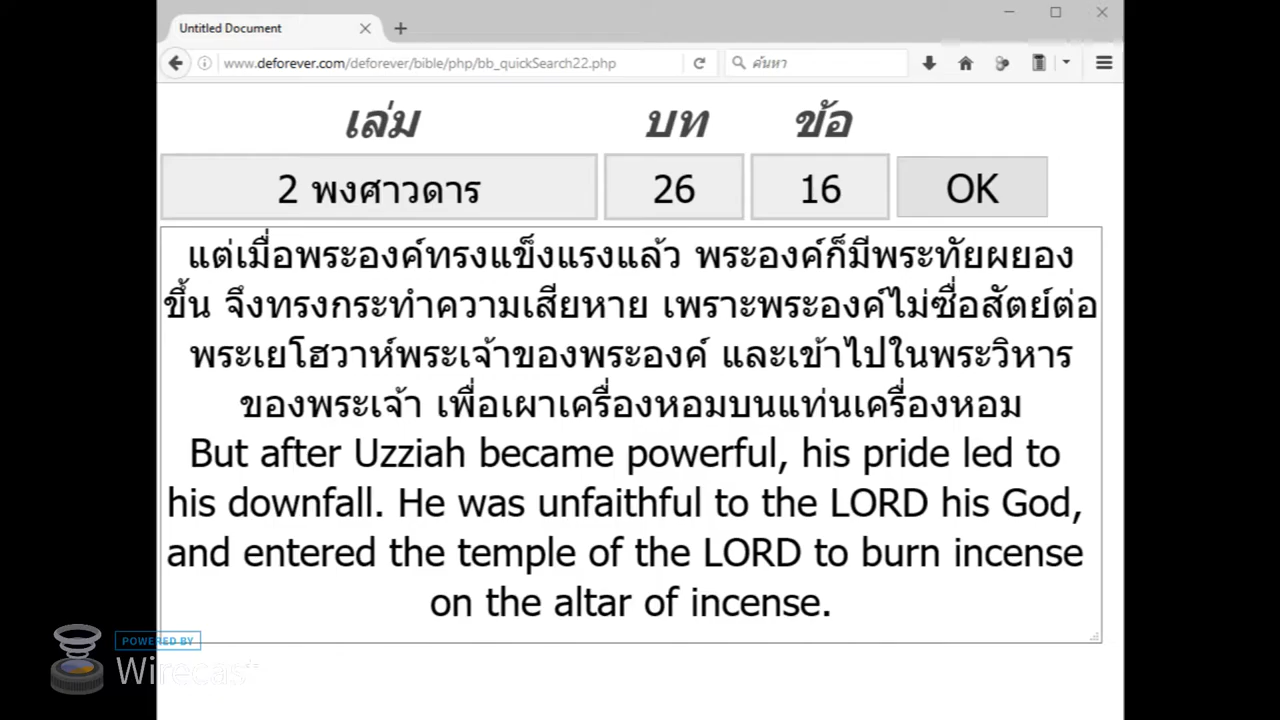 Untitled Document
www.deforever.com/deforever/bible/php/bb_quickSearch22.php
ค้นหา
เล่ม บท ข้อ
2 พงศาวดาร 26 16 OK
แต่เมื่อพระองค์ทรงแข็งแรงแล้ว พระองค์ก็มีพระทัยผยอง
ขึ้น จึงทรงกระทำความเสียหาย เพราะพระองค์ไม่ซื่อสัตย์ต่อ
พระเยโฮวาห์พระเจ้าของพระองค์ และเข้าไปในพระวิหาร
ของพระเจ้า เพื่อเผาเครื่องหอมบนแท่นเครื่องหอม
But after Uzziah became powerful, his pride led to
his downfall. He was unfaithful to the LORD his God,
and entered the temple of the LORD to burn incense
on the altar of incense.
POWERED BY
Wirecast